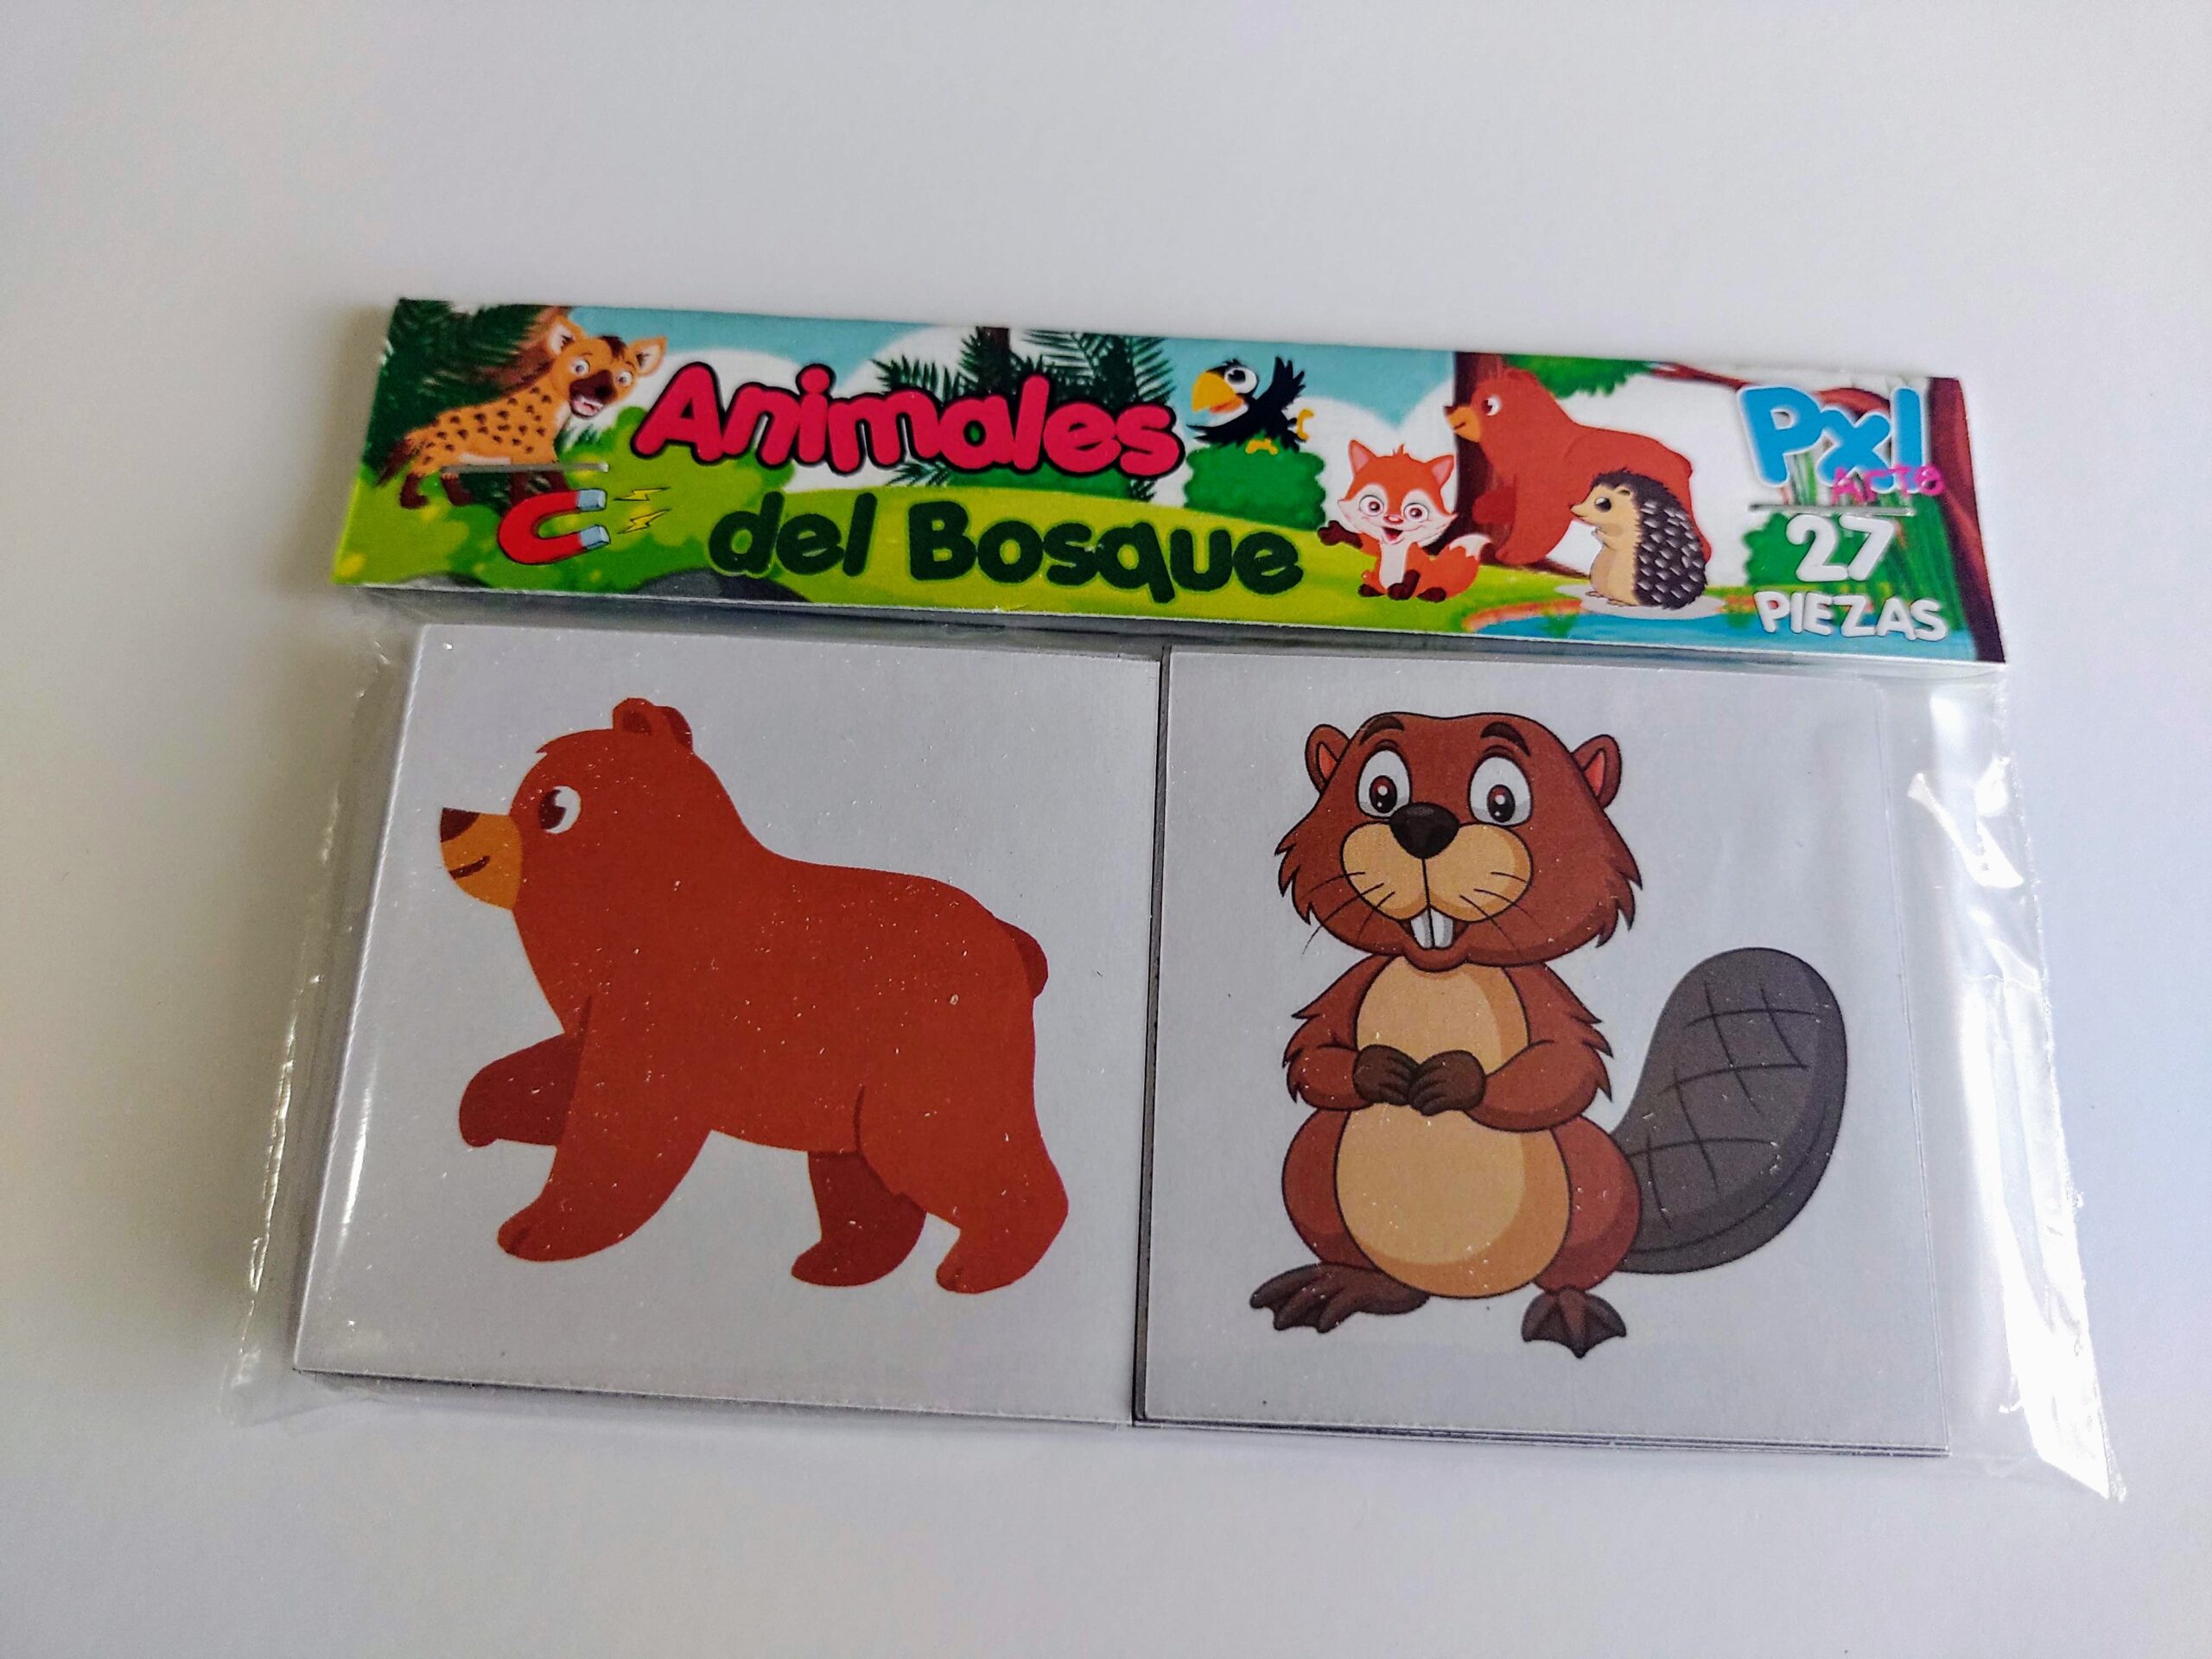 Animales
del Bosque
Pxl
Arte
27
PIEZAS